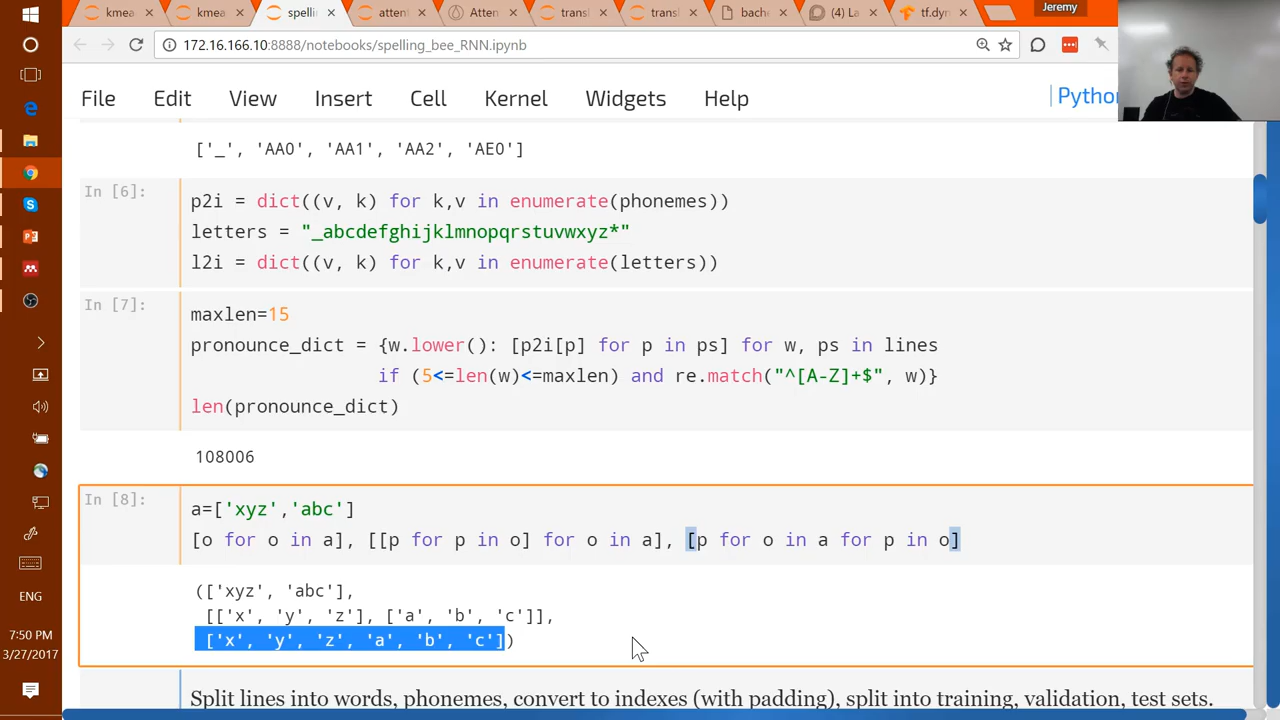 kmea
kmea
spelli
atten
Atten
transl
transl
bache
(4) La
tf.dyn
Jeremy
172.16.166.10:8888/notebooks/spelling_bee_RNN.ipynb
File Edit View Insert Cell Kernel Widgets Help
Pytho
['_', 'AA0', 'AA1', 'AA2', 'AE0']
In [6]:
p2i = dict((v, k) for k,v in enumerate(phonemes))
letters = "_abcdefghijklmnopqrstuvwxyz*"
l2i = dict((v, k) for k,v in enumerate(letters))
In [7]:
maxlen=15
pronounce_dict = {w.lower(): [p2i[p] for p in ps] for w, ps in lines
if (5<=len(w)<=maxlen) and re.match("^[A-Z]+$", w)}
len(pronounce_dict)
108006
In [8]:
a=['xyz','abc']
[o for o in a], [[p for p in o] for o in a], [p for o in a for p in o]
(['xyz', 'abc'],
[['x', 'y', 'z'], ['a', 'b', 'c']],
['x', 'y', 'z', 'a', 'b', 'c'])
Split lines into words, phonemes, convert to indexes (with padding), split into training, validation, test sets.
ENG
7:50 PM
3/27/2017